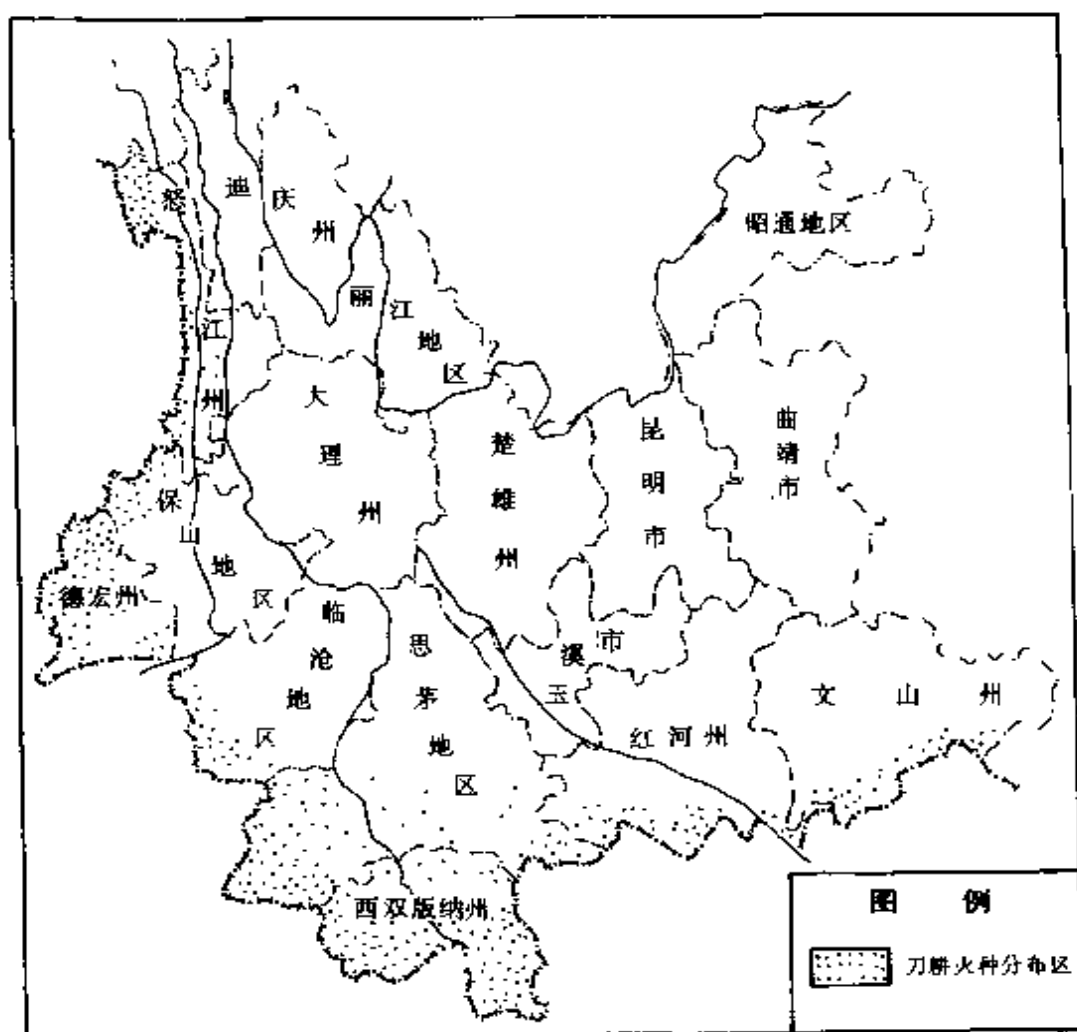 怒江州
迪庆州
丽江地区
昭通地区
大理州
楚雄州
昆明市
曲靖市
保山地区
德宏州
临沧地区
思茅地区
玉溪市
红河州
文山州
西双版纳州
图 例
刀耕火种分布区